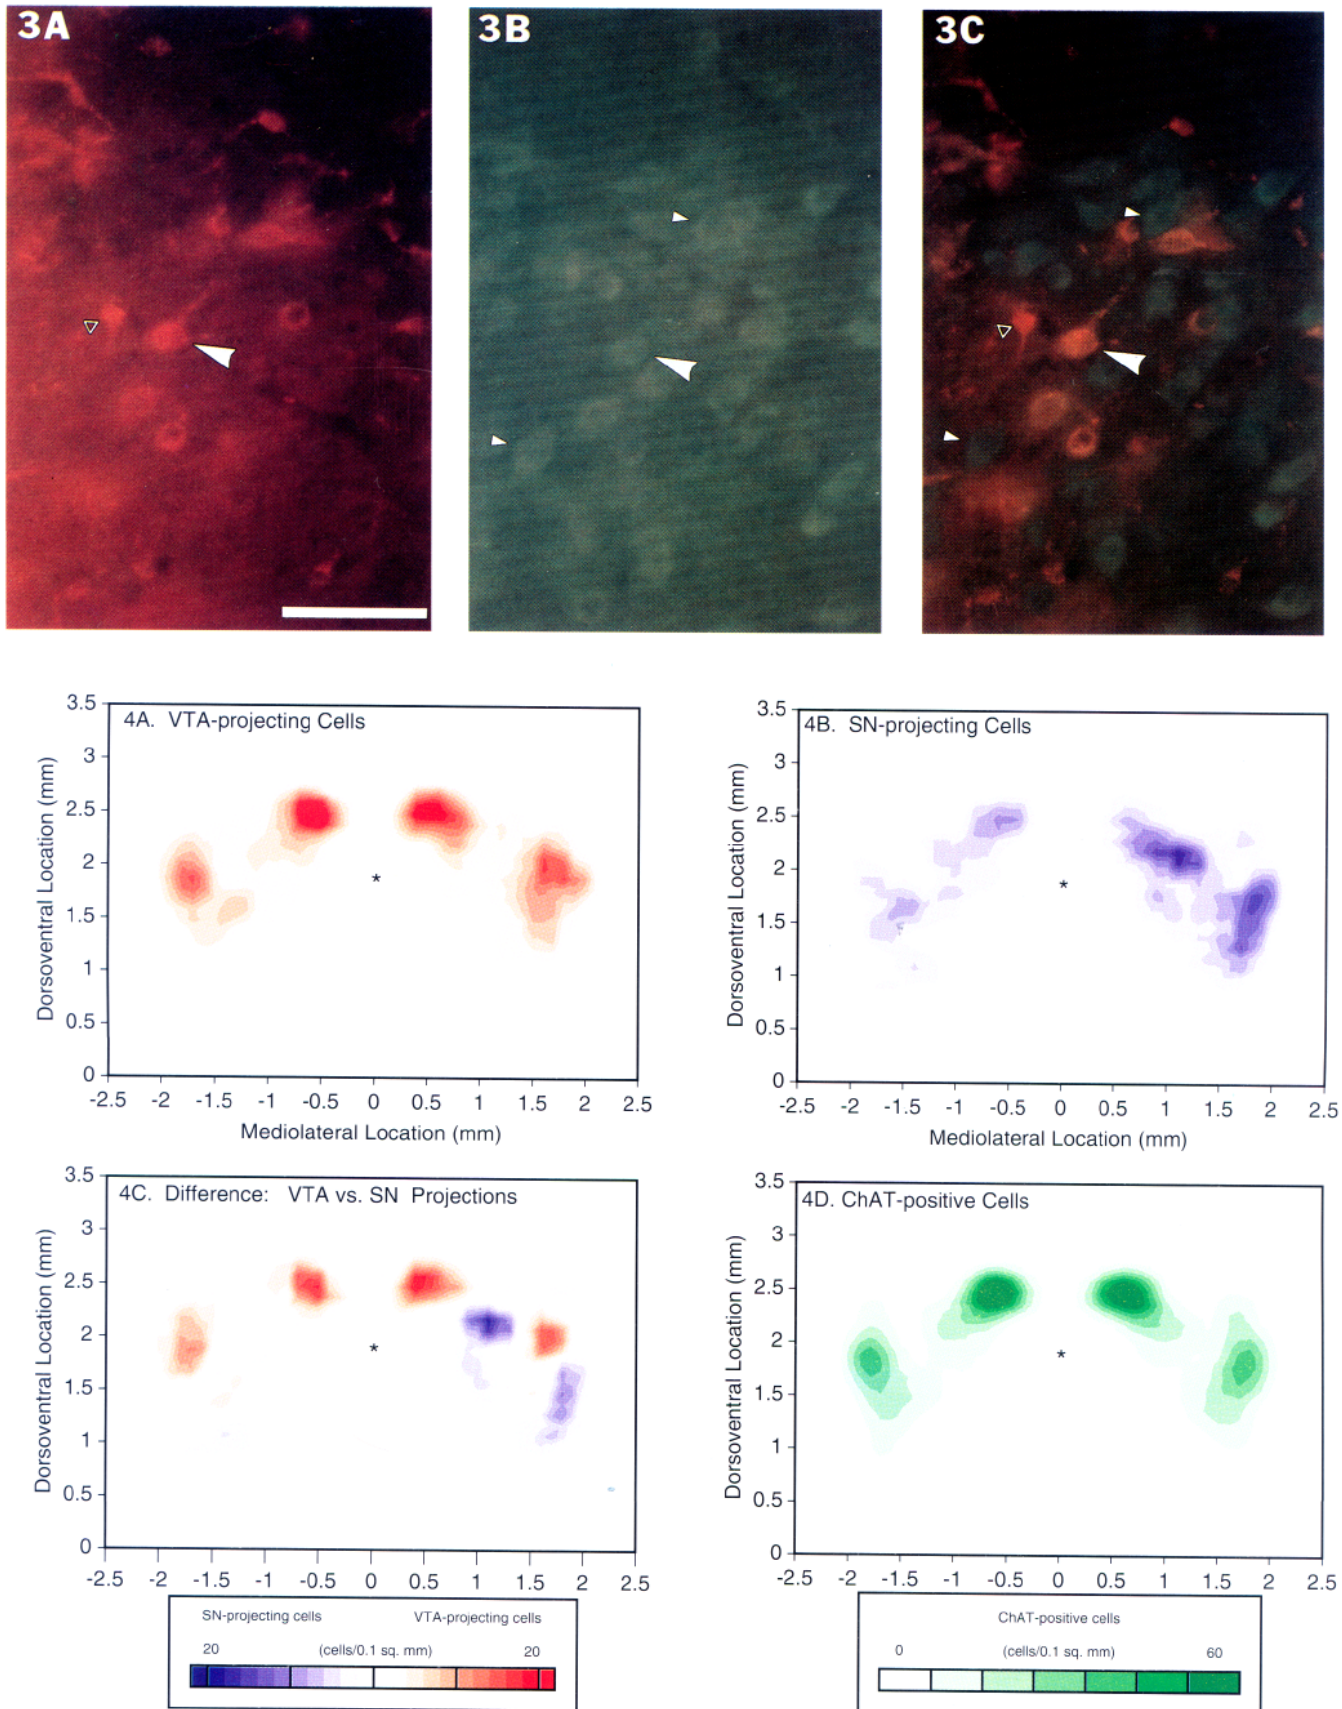 3A
3B
3C
4A. VTA-projecting Cells
3.5
3
2.5
2
1.5
1
0.5
0
Dorsoventral Location (mm)
*
-2.5 -2 -1.5 -1 -0.5 0 0.5 1 1.5 2 2.5
Mediolateral Location (mm)
4B. SN-projecting Cells
3.5
3
2.5
2
1.5
1
0.5
0
Dorsoventral Location (mm)
*
-2.5 -2 -1.5 -1 -0.5 0 0.5 1 1.5 2 2.5
Mediolateral Location (mm)
4C. Difference: VTA vs. SN Projections
3.5
3
2.5
2
1.5
1
0.5
0
Dorsoventral Location (mm)
*
-2.5 -2 -1.5 -1 -0.5 0 0.5 1 1.5 2 2.5
SN-projecting cells VTA-projecting cells
20 (cells/0.1 sq. mm) 20
4D. ChAT-positive Cells
3.5
3
2.5
2
1.5
1
0.5
0
Dorsoventral Location (mm)
*
-2.5 -2 -1.5 -1 -0.5 0 0.5 1 1.5 2 2.5
ChAT-positive cells
0 (cells/0.1 sq. mm) 60